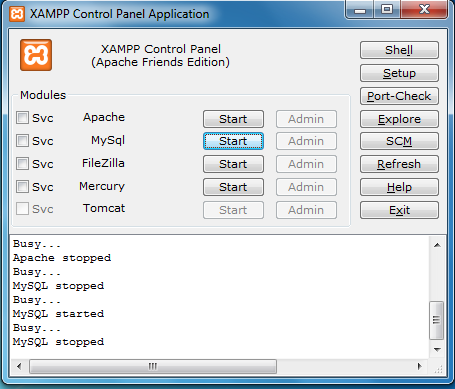 XAMPP Control Panel Application
XAMPP Control Panel
(Apache Friends Edition)
Shell
Setup
Port-Check
Explore
SCM
Refresh
Help
Exit
Modules
Svc Apache Start Admin
Svc MySql Start Admin
Svc FileZilla Start Admin
Svc Mercury Start Admin
Svc Tomcat Start Admin
Busy...
Apache stopped
Busy...
MySQL stopped
Busy...
MySQL started
Busy...
MySQL stopped